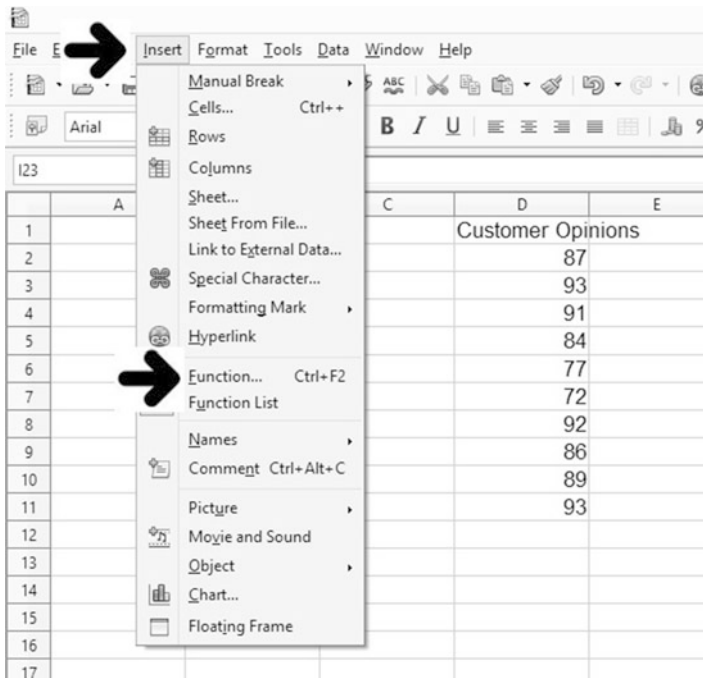 File E Insert Format Tools Data Window Help
ABC
Arial B I U
I23
A C D E
Manual Break
Cells... Ctrl++
Rows
Columns
Sheet...
Sheet From File...
Link to External Data...
Special Character...
Formatting Mark
Hyperlink
Function... Ctrl+F2
Function List
Names
Comment Ctrl+Alt+C
Picture
Movie and Sound
Object
Chart...
Floating Frame
1 Customer Opinions
2 87
3 93
4 91
5 84
6 77
7 72
8 92
9 86
10 89
11 93
12
13
14
15
16
17